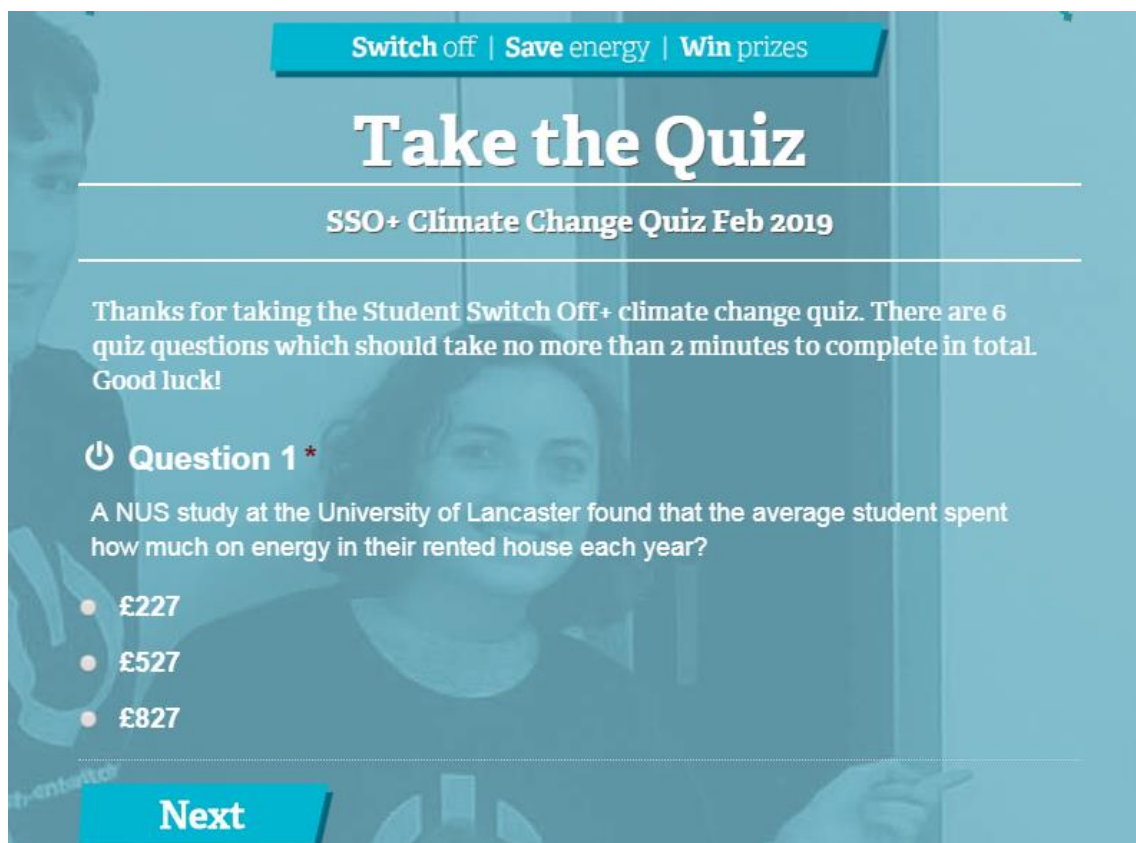 Switch off | Save energy | Win prizes
Take the Quiz
SSO+ Climate Change Quiz Feb 2019
Thanks for taking the Student Switch Off+ climate change quiz. There are 6
quiz questions which should take no more than 2 minutes to complete in total.
Good luck!
Question 1 *
A NUS study at the University of Lancaster found that the average student spent
how much on energy in their rented house each year?
£227
£527
£827
Next